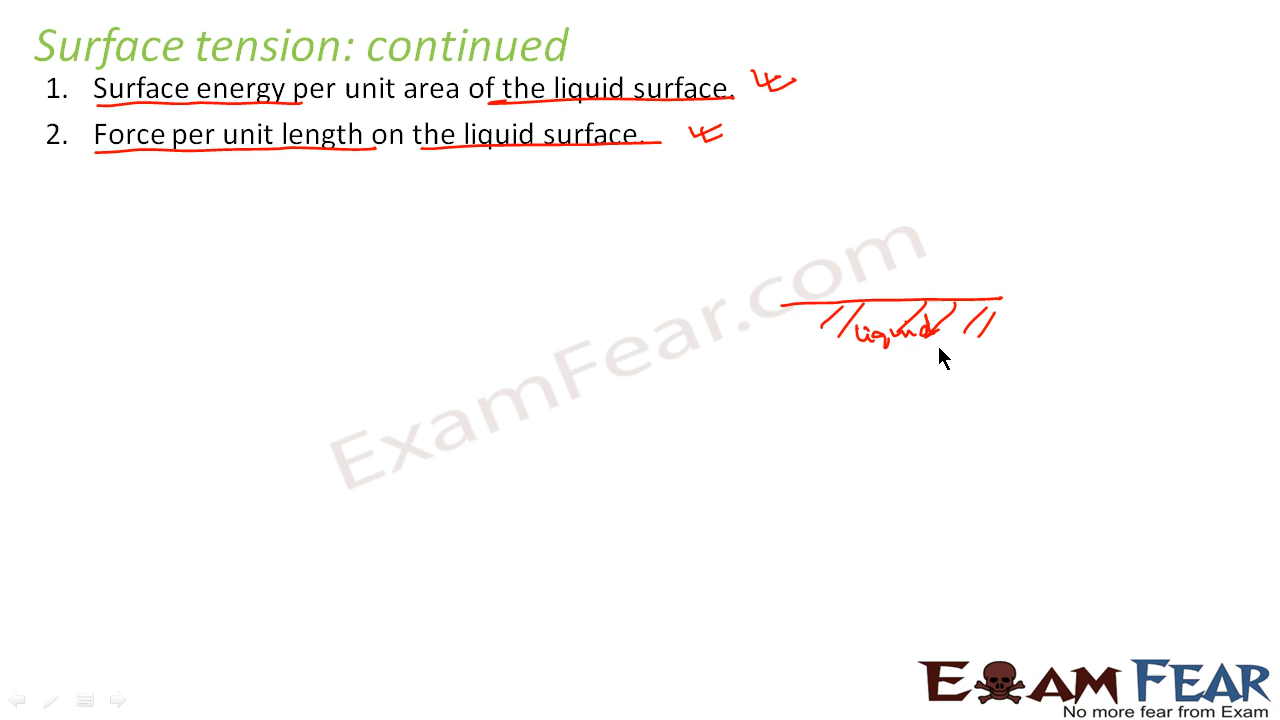 Surface tension: continued
1. Surface energy per unit area of the liquid surface.
2. Force per unit length on the liquid surface.
ExamFear.com
liquid
EXAM FEAR
No more fear from Exam